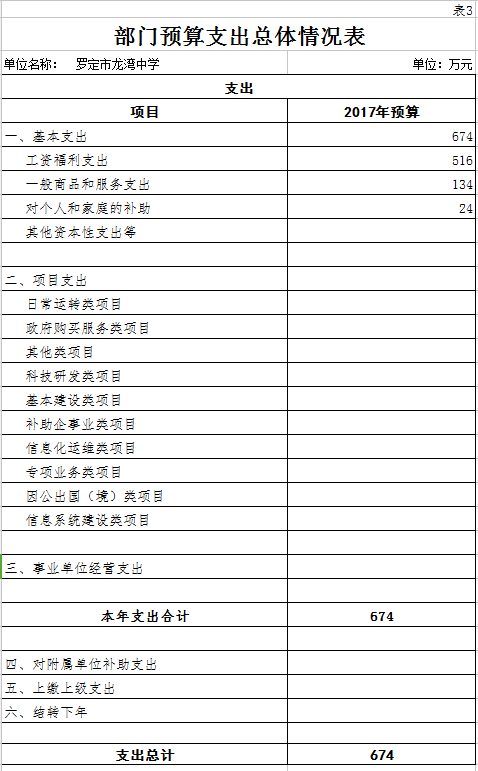 表3
部门预算支出总体情况表
单位名称： 罗定市龙湾中学 单位：万元
支出
项目 2017年预算
一、基本支出 674
工资福利支出 516
一般商品和服务支出 134
对个人和家庭的补助 24
其他资本性支出等
二、项目支出
日常运转类项目
政府购买服务类项目
其他类项目
科技研发类项目
基本建设类项目
补助企事业类项目
信息化运维类项目
专项业务类项目
因公出国（境）类项目
信息系统建设类项目
三、事业单位经营支出
本年支出合计 674
四、对附属单位补助支出
五、上缴上级支出
六、结转下年
支出总计 674